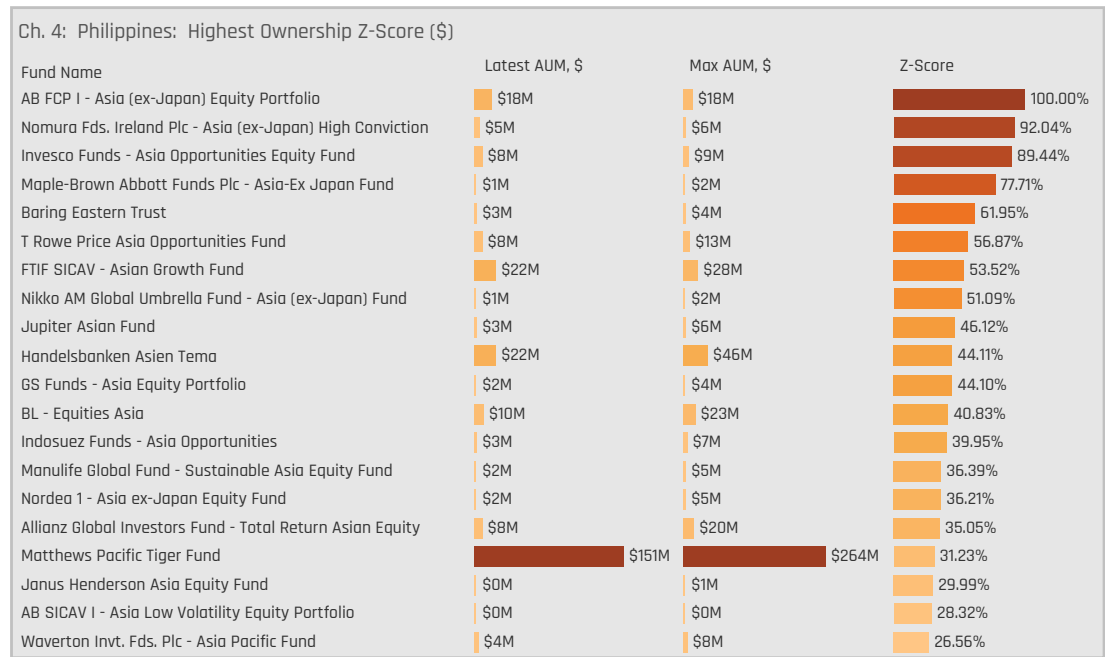 Ch. 4: Philippines: Highest Ownership Z-Score ($)
Fund Name Latest AUM, $ Max AUM, $ Z-Score
AB FCP I - Asia (ex-Japan) Equity Portfolio $18M $18M 100.00%
Nomura Fds. Ireland Plc - Asia (ex-Japan) High Conviction $5M $6M 92.04%
Invesco Funds - Asia Opportunities Equity Fund $8M $9M 89.44%
Maple-Brown Abbott Funds Plc - Asia-Ex Japan Fund $1M $2M 77.71%
Baring Eastern Trust $3M $4M 61.95%
T Rowe Price Asia Opportunities Fund $8M $13M 56.87%
FTIF SICAV - Asian Growth Fund $22M $28M 53.52%
Nikko AM Global Umbrella Fund - Asia (ex-Japan) Fund $1M $2M 51.09%
Jupiter Asian Fund $3M $6M 46.12%
Handelsbanken Asien Tema $22M $46M 44.11%
GS Funds - Asia Equity Portfolio $2M $4M 44.10%
BL - Equities Asia $10M $23M 40.83%
Indosuez Funds - Asia Opportunities $3M $7M 39.95%
Manulife Global Fund - Sustainable Asia Equity Fund $2M $5M 36.39%
Nordea 1 - Asia ex-Japan Equity Fund $2M $5M 36.21%
Allianz Global Investors Fund - Total Return Asian Equity $8M $20M 35.05%
Matthews Pacific Tiger Fund $151M $264M 31.23%
Janus Henderson Asia Equity Fund $0M $1M 29.99%
AB SICAV I - Asia Low Volatility Equity Portfolio $0M $0M 28.32%
Waverton Invt. Fds. Plc - Asia Pacific Fund $4M $8M 26.56%